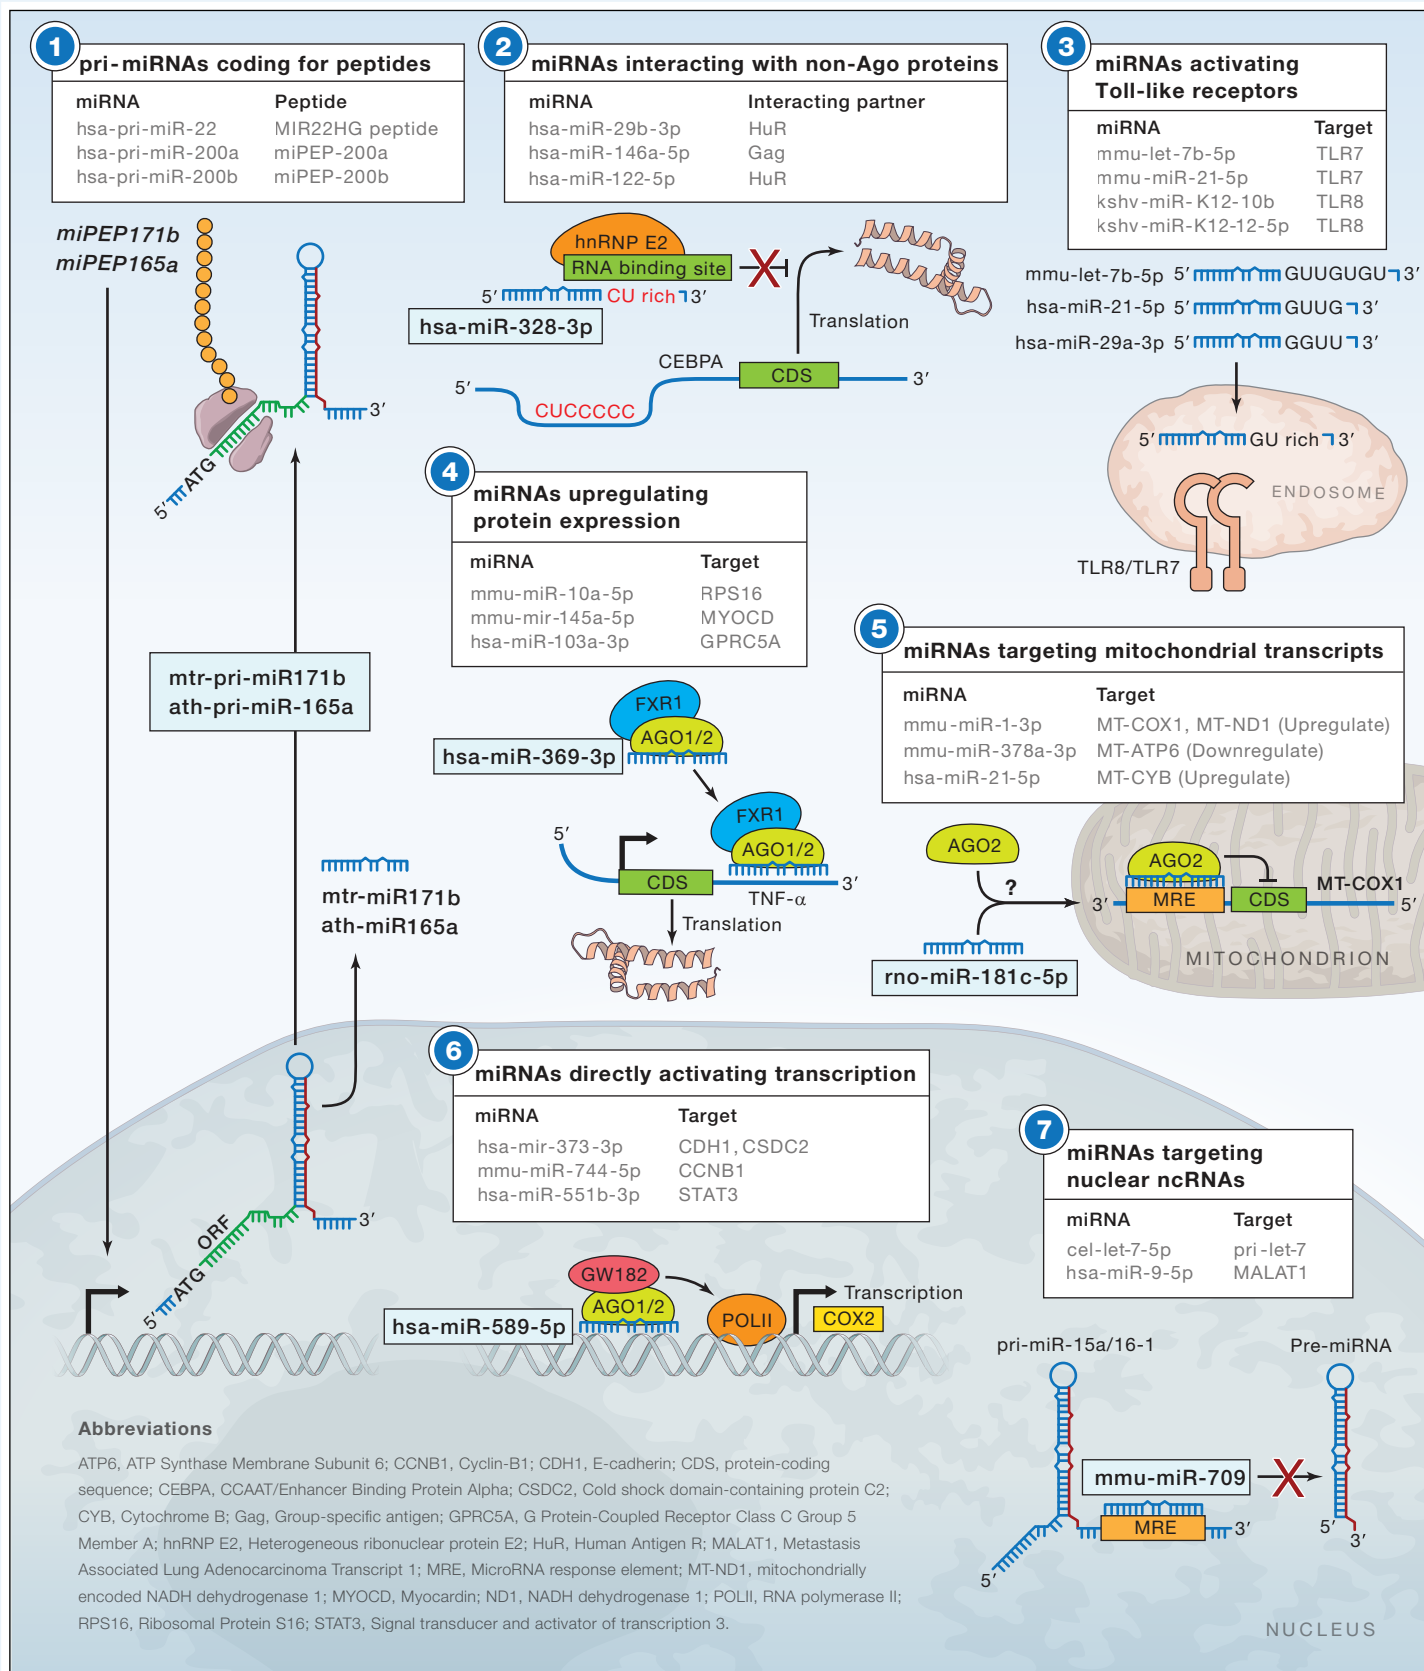 1
pri-miRNAs coding for peptides
miRNA Peptide
hsa-pri-miR-22 MIR22HG peptide
hsa-pri-miR-200a miPEP-200a
hsa-pri-miR-200b miPEP-200b
miPEP171b
miPEP165a
3′
5′ ATG
mtr-pri-miR171b
ath-pri-miR-165a
mtr-miR171b
ath-miR165a
3′
ORF
5′ ATG
2
miRNAs interacting with non-Ago proteins
miRNA Interacting partner
hsa-miR-29b-3p HuR
hsa-miR-146a-5p Gag
hsa-miR-122-5p HuR
hnRNP E2
RNA binding site
X
5′ CU rich 3′
hsa-miR-328-3p
Translation
CEBPA
5′ CDS 3′
CUCCCCC
3
miRNAs activating
Toll-like receptors
miRNA Target
mmu-let-7b-5p TLR7
mmu-miR-21-5p TLR7
kshv-miR-K12-10b TLR8
kshv-miR-K12-12-5p TLR8
mmu-let-7b-5p 5′ GUUGUGU 3′
hsa-miR-21-5p 5′ GUUG 3′
hsa-miR-29a-3p 5′ GGUU 3′
5′ GU rich 3′
ENDOSOME
TLR8/TLR7
4
miRNAs upregulating
protein expression
miRNA Target
mmu-miR-10a-5p RPS16
mmu-mir-145a-5p MYOCD
hsa-miR-103a-3p GPRC5A
FXR1
AGO1/2
hsa-miR-369-3p
FXR1
AGO1/2
5′
CDS 3′
TNF-α
Translation
5
miRNAs targeting mitochondrial transcripts
miRNA Target
mmu-miR-1-3p MT-COX1, MT-ND1 (Upregulate)
mmu-miR-378a-3p MT-ATP6 (Downregulate)
hsa-miR-21-5p MT-CYB (Upregulate)
AGO2
?
rno-miR-181c-5p
AGO2
MT-COX1
3′ MRE CDS 5′
MITOCHONDRION
6
miRNAs directly activating transcription
miRNA Target
hsa-mir-373-3p CDH1, CSDC2
mmu-miR-744-5p CCNB1
hsa-miR-551b-3p STAT3
GW182
AGO1/2
hsa-miR-589-5p
POLII
Transcription
COX2
7
miRNAs targeting
nuclear ncRNAs
miRNA Target
cel-let-7-5p pri-let-7
hsa-miR-9-5p MALAT1
pri-miR-15a/16-1 Pre-miRNA
mmu-miR-709 X
MRE 3′
5′
5′
3′
NUCLEUS
Abbreviations
ATP6, ATP Synthase Membrane Subunit 6; CCNB1, Cyclin-B1; CDH1, E-cadherin; CDS, protein-coding
sequence; CEBPA, CCAAT/Enhancer Binding Protein Alpha; CSDC2, Cold shock domain-containing protein C2;
CYB, Cytochrome B; Gag, Group-specific antigen; GPRC5A, G Protein-Coupled Receptor Class C Group 5
Member A; hnRNP E2, Heterogeneous ribonuclear protein E2; HuR, Human Antigen R; MALAT1, Metastasis
Associated Lung Adenocarcinoma Transcript 1; MRE, MicroRNA response element; MT-ND1, mitochondrially
encoded NADH dehydrogenase 1; MYOCD, Myocardin; ND1, NADH dehydrogenase 1; POLII, RNA polymerase II;
RPS16, Ribosomal Protein S16; STAT3, Signal transducer and activator of transcription 3.